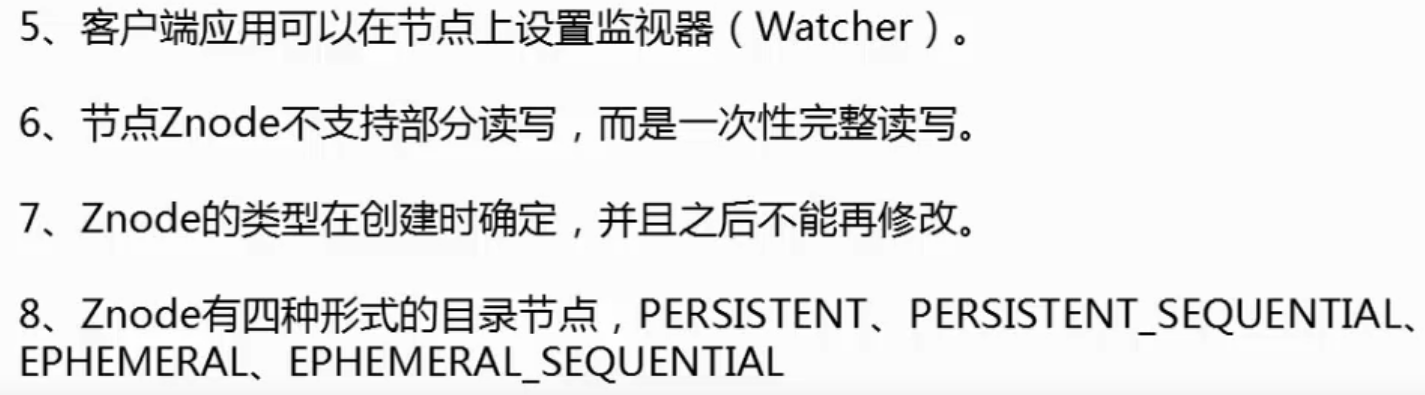 5、客户端应用可以在节点上设置监视器（Watcher）。
6、节点Znode不支持部分读写，而是一次性完整读写。
7、Znode的类型在创建时确定，并且之后不能再修改。
8、Znode有四种形式的目录节点，PERSISTENT、PERSISTENT_SEQUENTIAL、
EPHEMERAL、EPHEMERAL_SEQUENTIAL